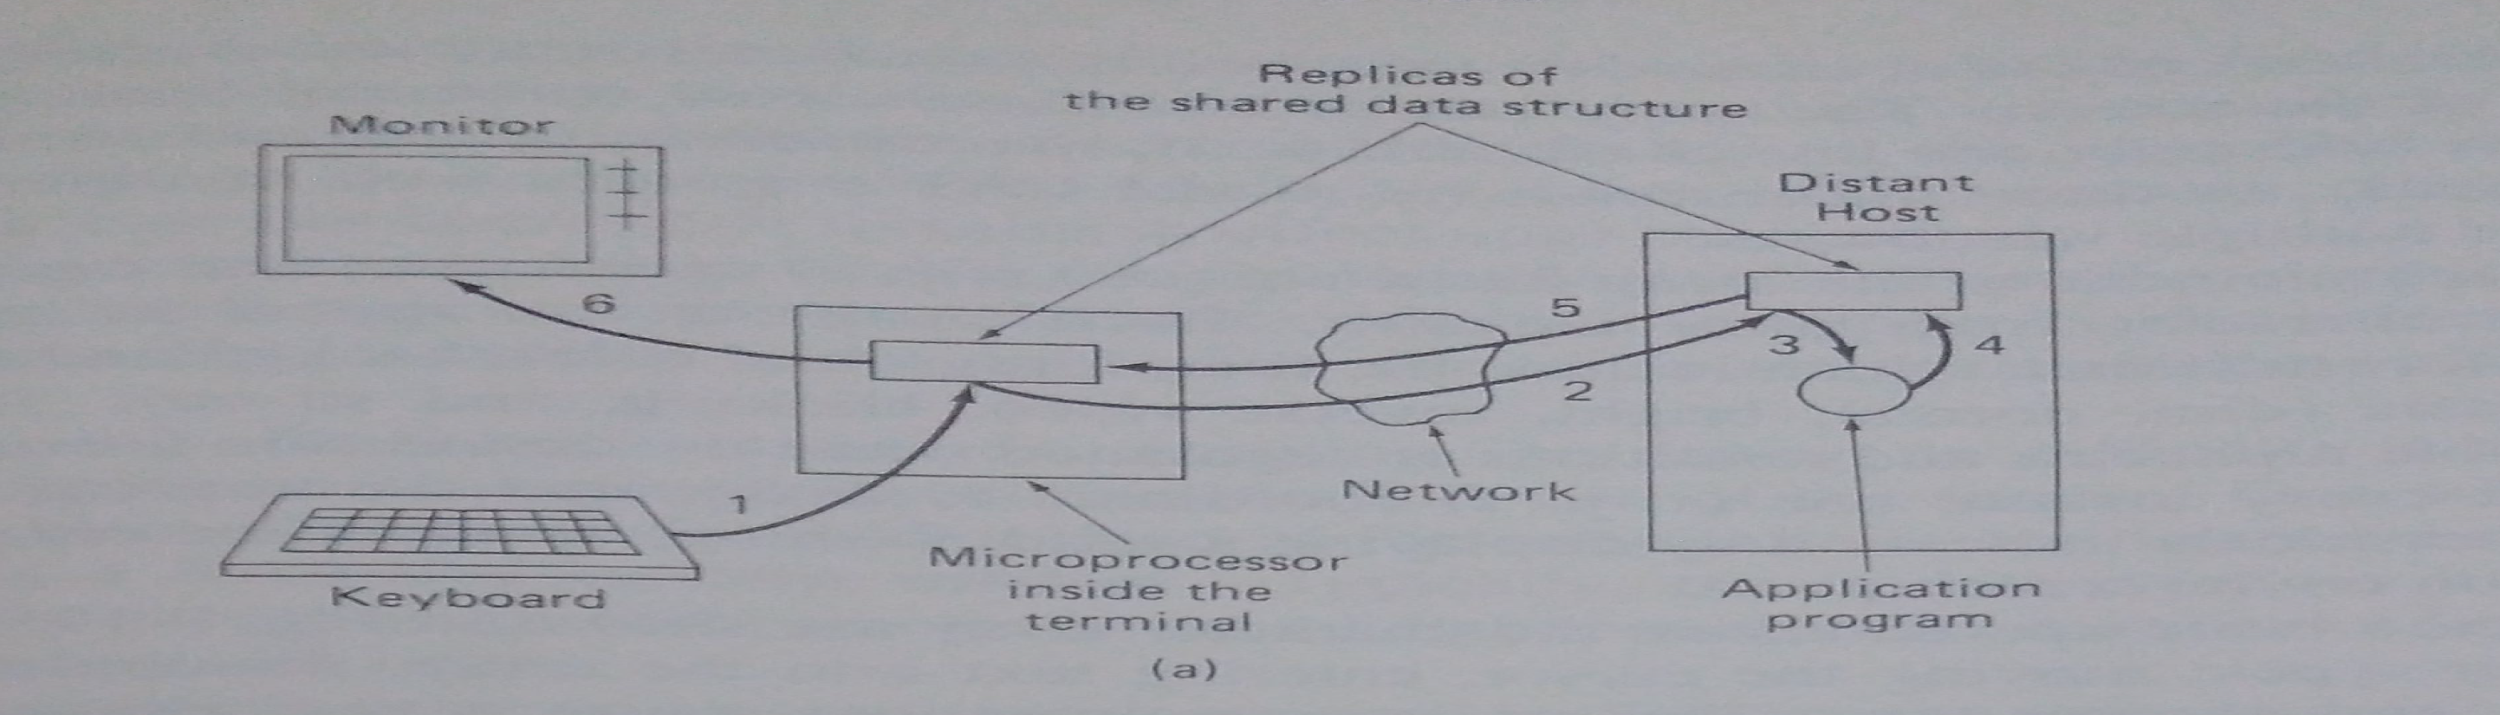 Replicas of
the shared data structure
Monitor
Distant
Host
6
5
3
4
2
1
Network
Keyboard
Microprocessor
inside the
terminal
Application
program
(a)